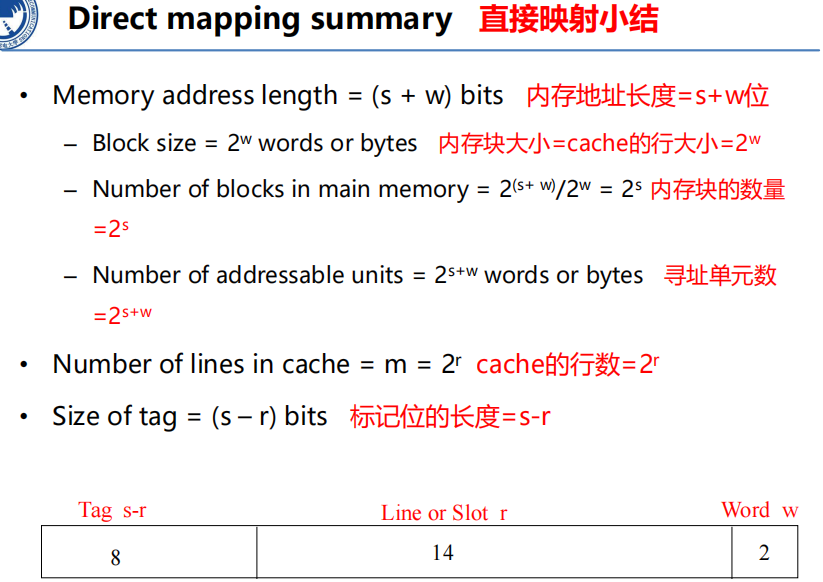 Direct mapping summary 直接映射小结
• Memory address length = (s + w) bits 内存地址长度=s+w位
– Block size = 2ʷ words or bytes 内存块大小=cache的行大小=2ʷ
– Number of blocks in main memory = 2⁽ˢ⁺ ʷ⁾/2ʷ = 2ˢ 内存块的数量
=2ˢ
– Number of addressable units = 2ˢ⁺ʷ words or bytes 寻址单元数
=2ˢ⁺ʷ
• Number of lines in cache = m = 2ʳ cache的行数=2ʳ
• Size of tag = (s – r) bits 标记位的长度=s-r
Tag s-r Line or Slot r Word w
8 14 2